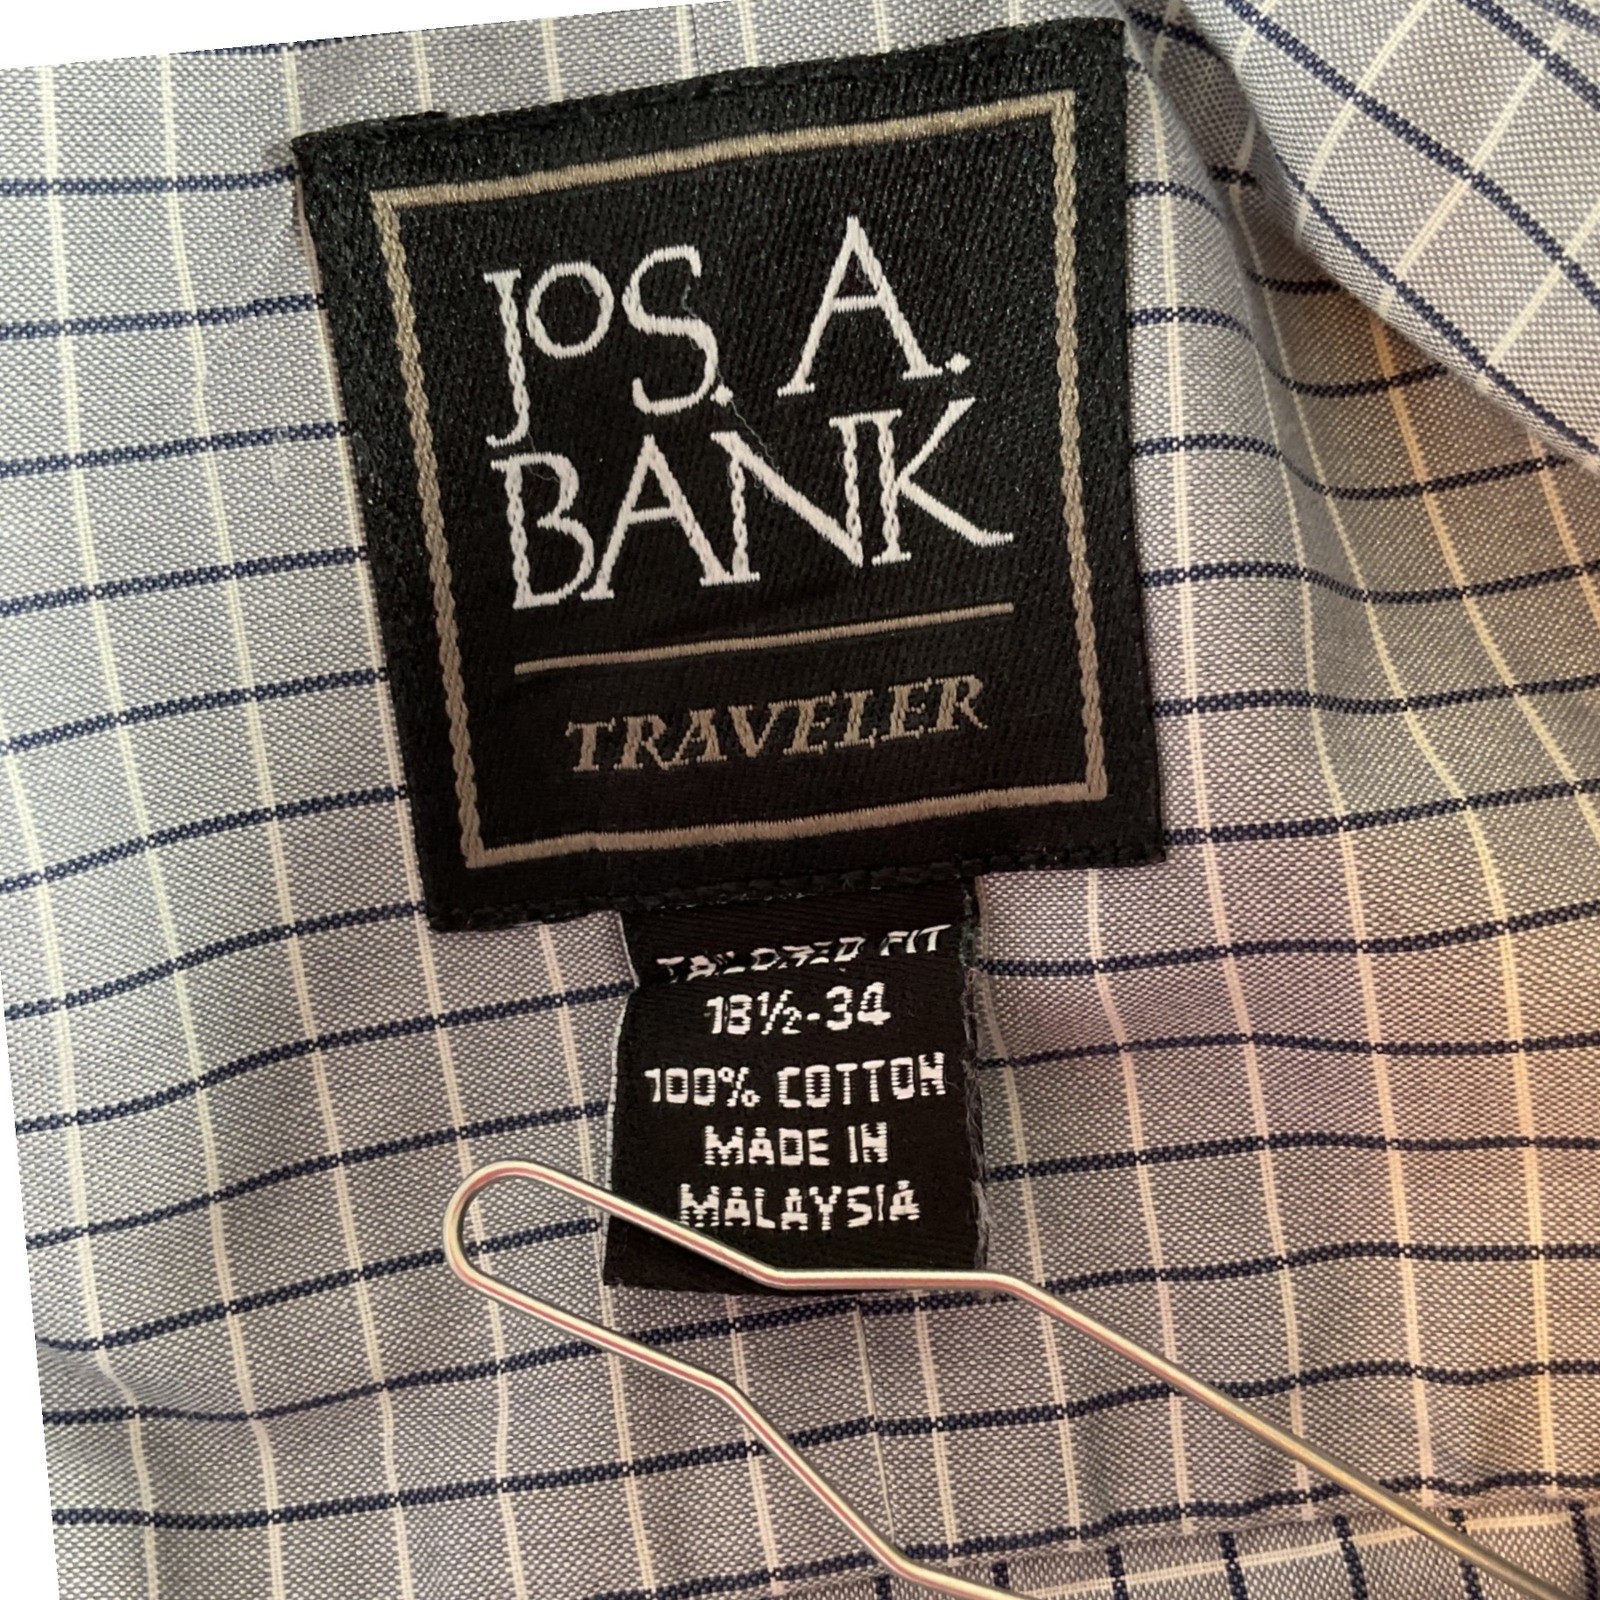 JOS. A.
BANK
TRAVELER
TAILORED FIT
18½-34
100% COTTON
MADE IN
MALAYSIA